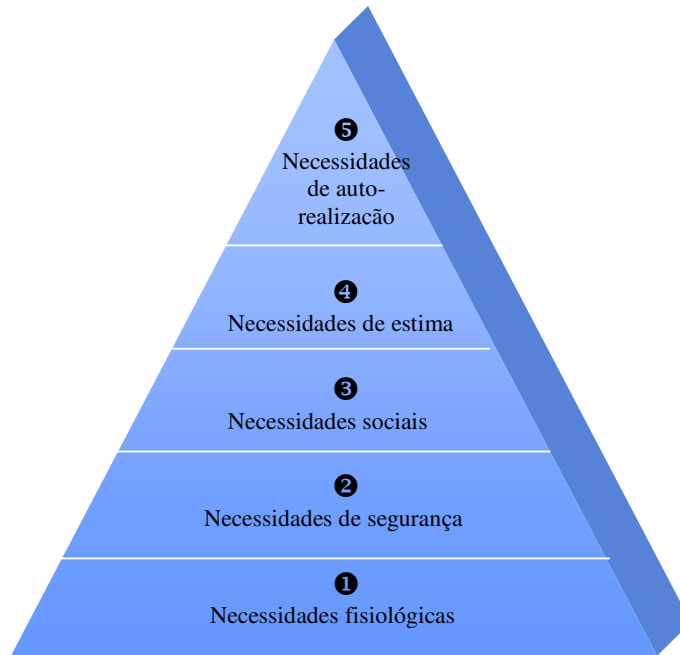 ❺
Necessidades
de auto-
realização
❹
Necessidades de estima
❸
Necessidades sociais
❷
Necessidades de segurança
❶
Necessidades fisiológicas